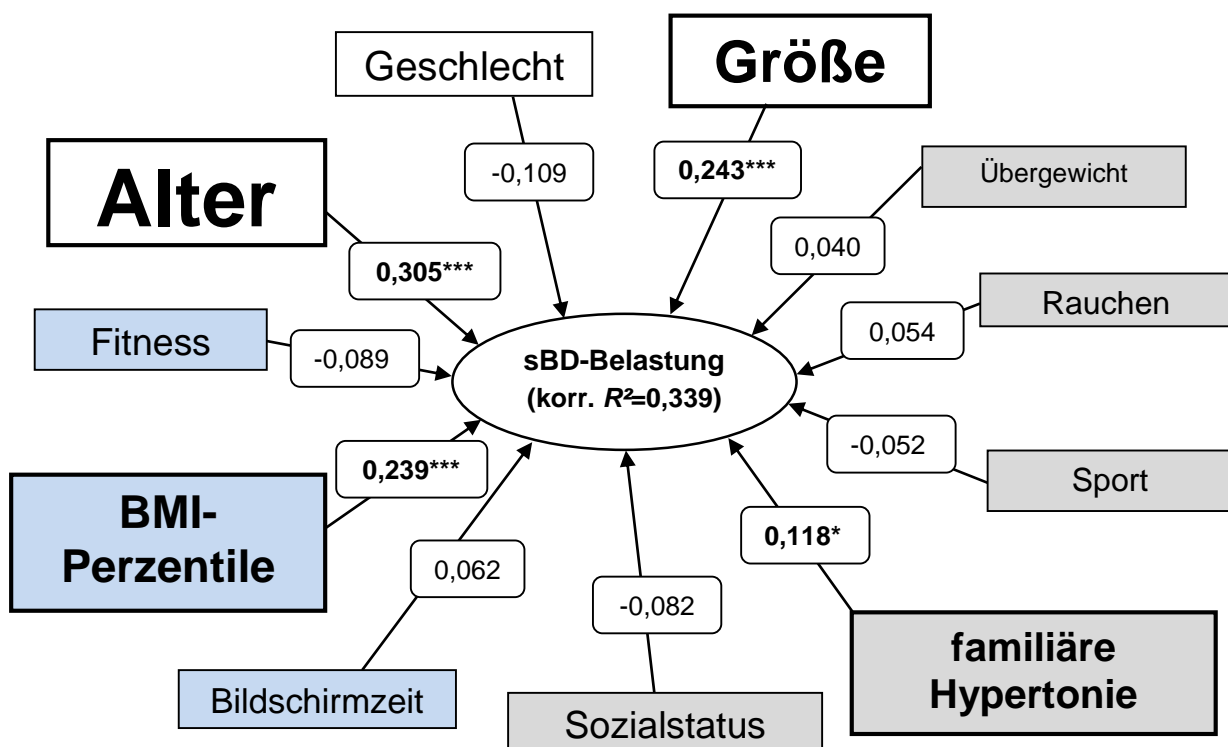 Geschlecht
Größe
-0,109
0,243***
Alter
Übergewicht
0,040
0,305***
Rauchen
0,054
Fitness
-0,089
sBD-Belastung
(korr. R²=0,339)
-0,052
Sport
0,239***
BMI-
Perzentile
0,118*
0,062
-0,082
familiäre
Hypertonie
Bildschirmzeit
Sozialstatus